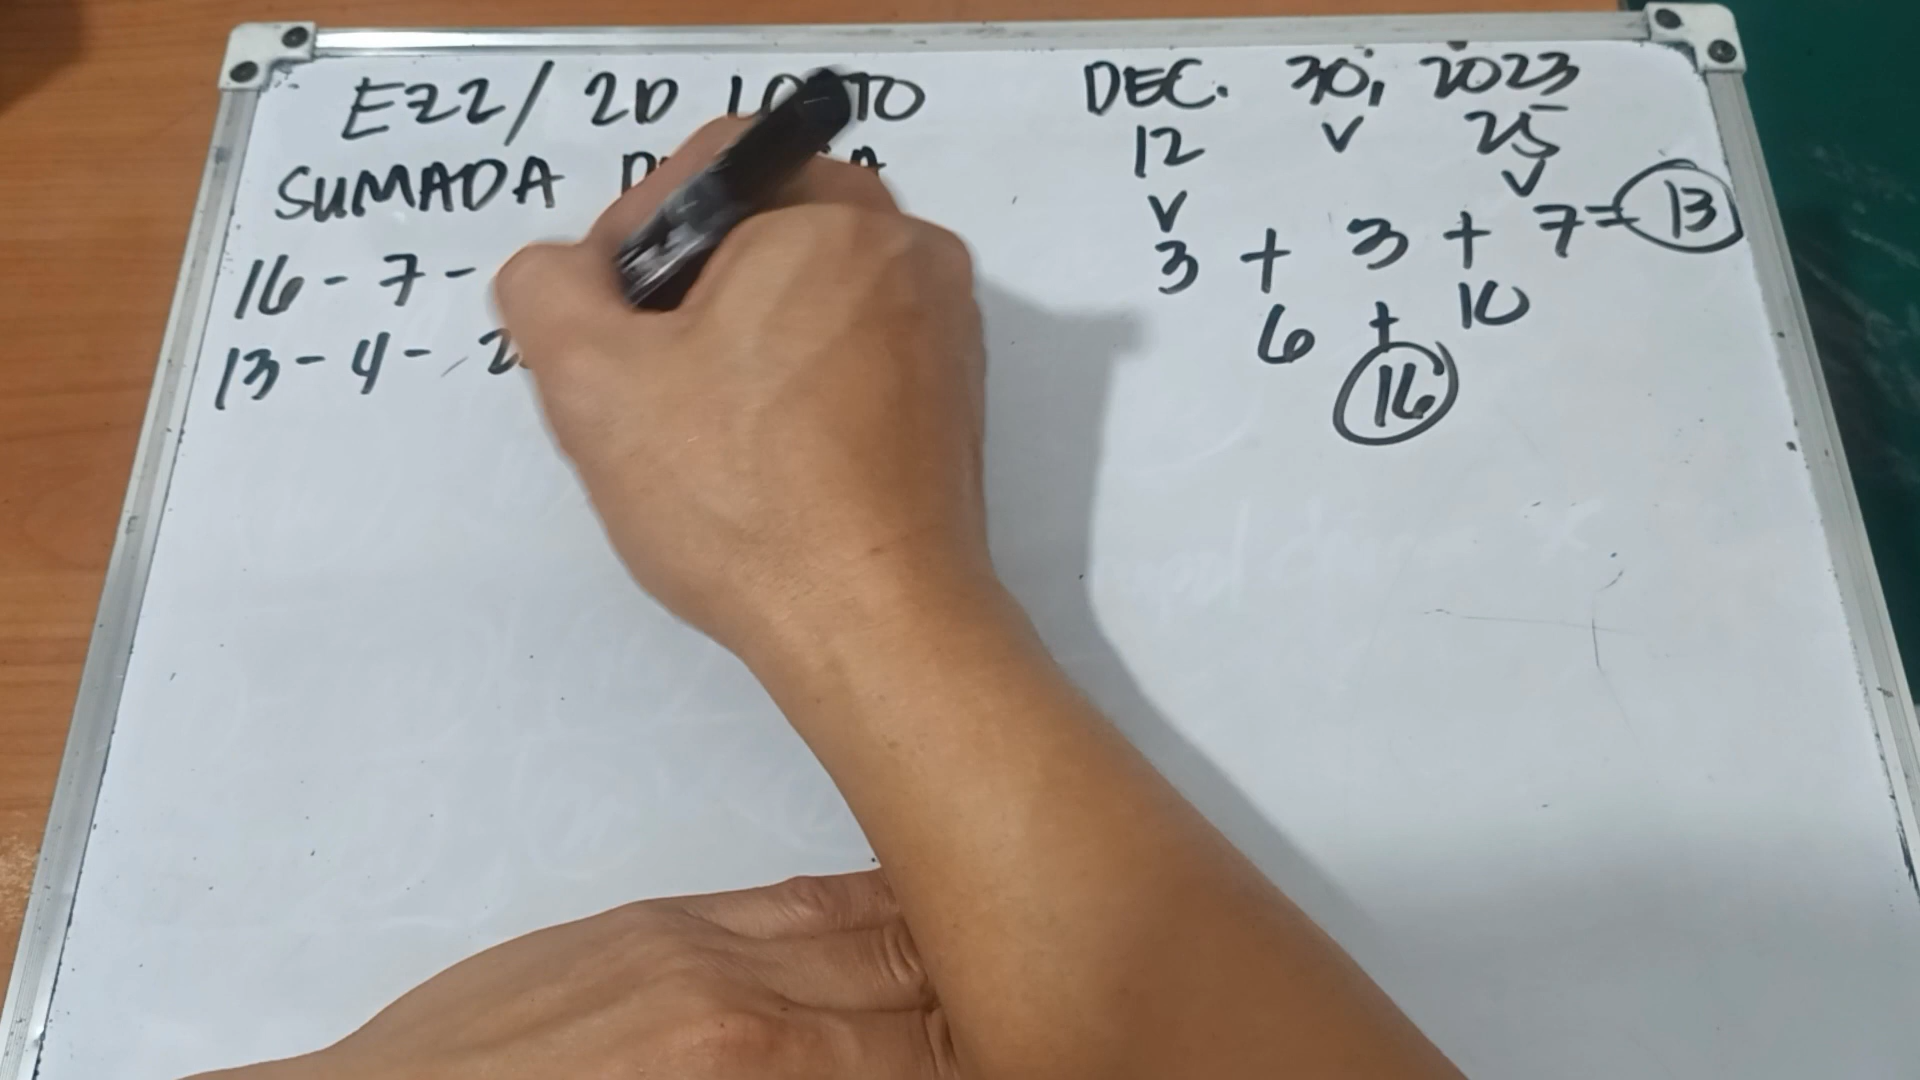 EZ2/ 2D LOTTO
SUMADA
16 - 7 -
13 - 4 -
DEC. 30, 2023
12 v 25
v v
3 + 3 + 7 = 13
6 + 10
16